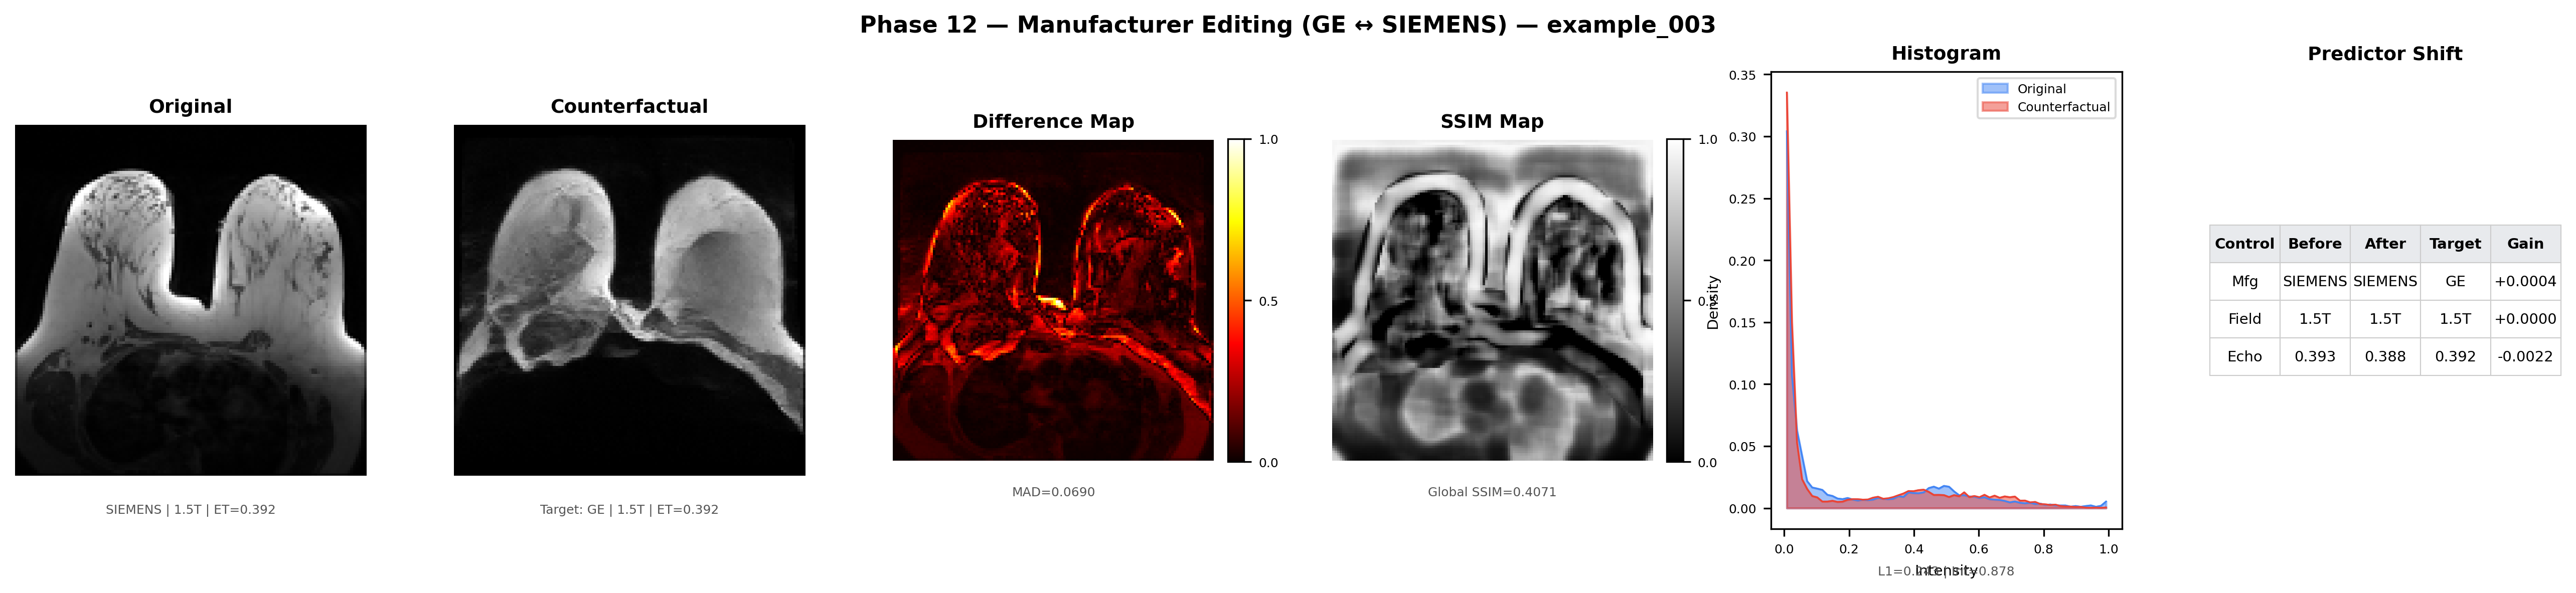 Phase 12 — Manufacturer Editing (GE ↔ SIEMENS) — example_003
Original
SIEMENS | 1.5T | ET=0.392
Counterfactual
Target: GE | 1.5T | ET=0.392
Difference Map
1.0
0.5
0.0
MAD=0.0690
SSIM Map
1.0
0.0
Global SSIM=0.4071
Histogram
Density
0.35
0.30
0.25
0.20
0.15
0.10
0.05
0.00
Original
Counterfactual
0.0 0.2 0.4 0.6 0.8 1.0
Intensity
Predictor Shift
Control Before After Target Gain
Mfg SIEMENS SIEMENS GE +0.0004
Field 1.5T 1.5T 1.5T +0.0000
Echo 0.393 0.388 0.392 -0.0022